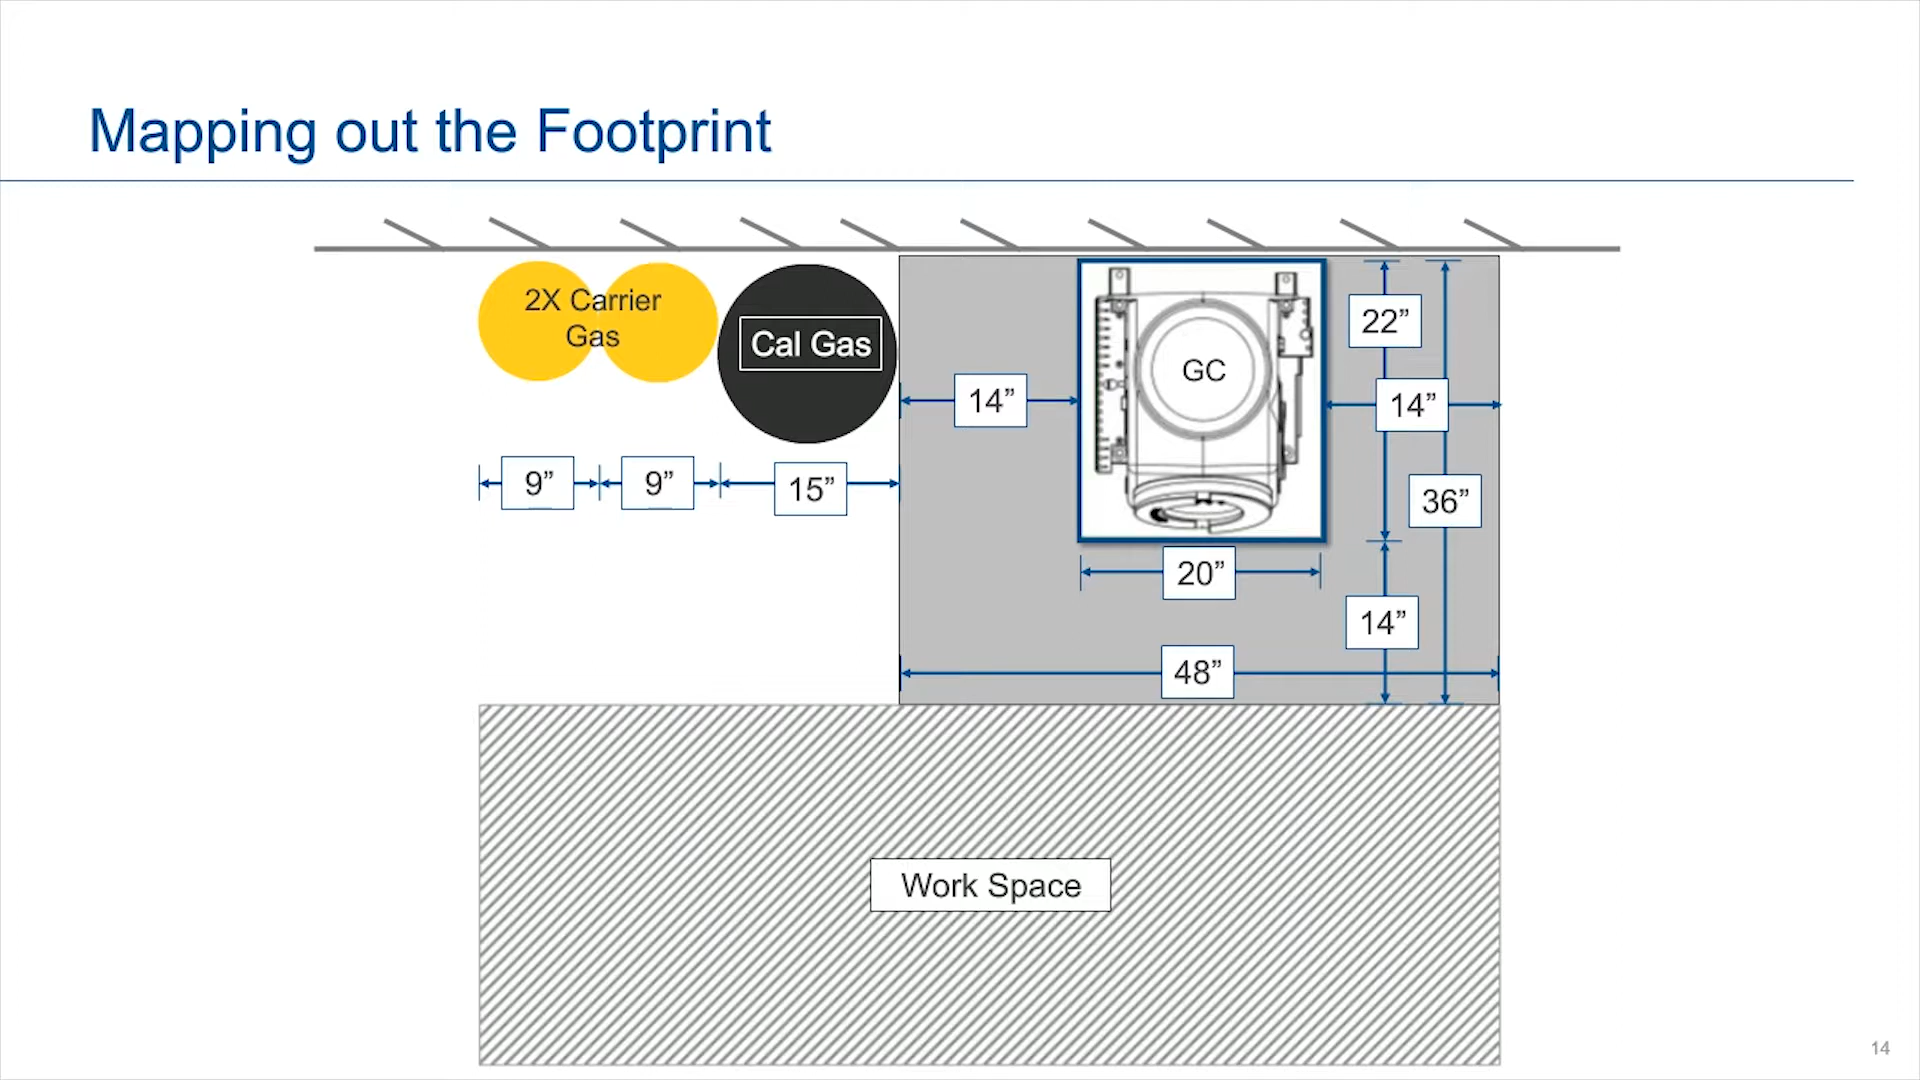 Mapping out the Footprint
2X Carrier
Gas
Cal Gas
GC
22”
14”
14”
9”
9”
15”
36”
20”
14”
48”
Work Space
14